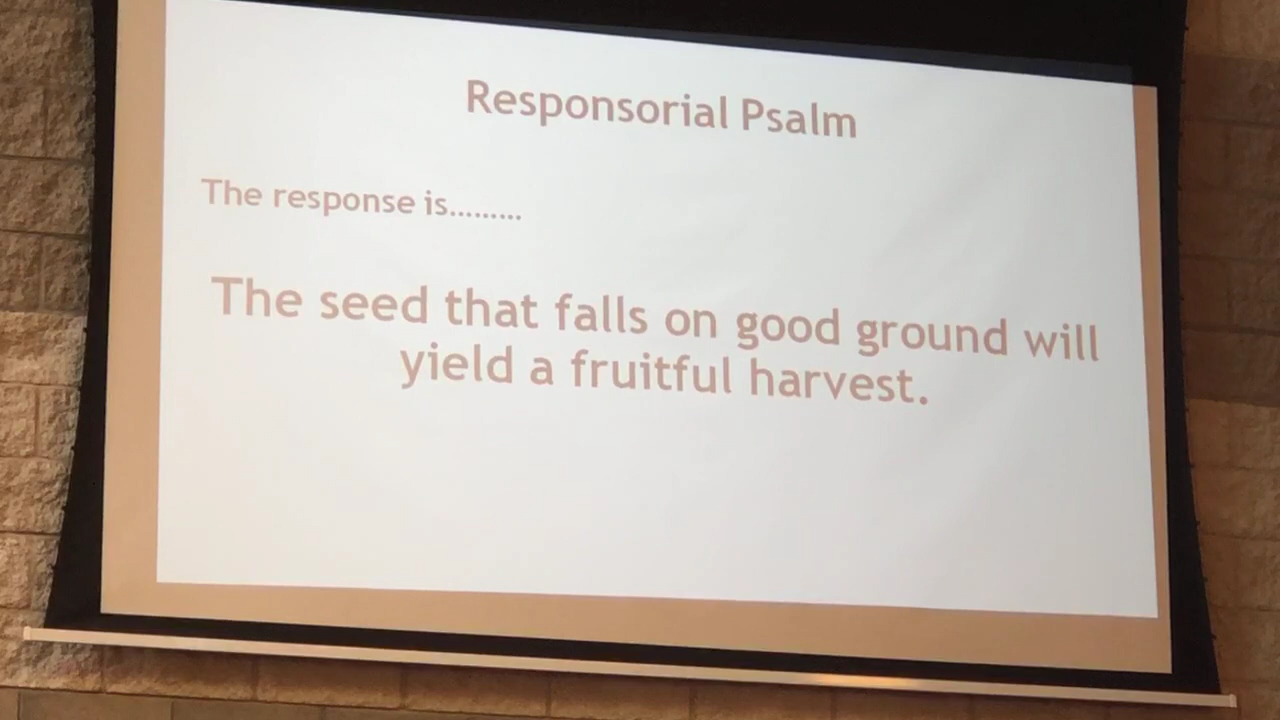 Responsorial Psalm
The response is.........
The seed that falls on good ground will
yield a fruitful harvest.